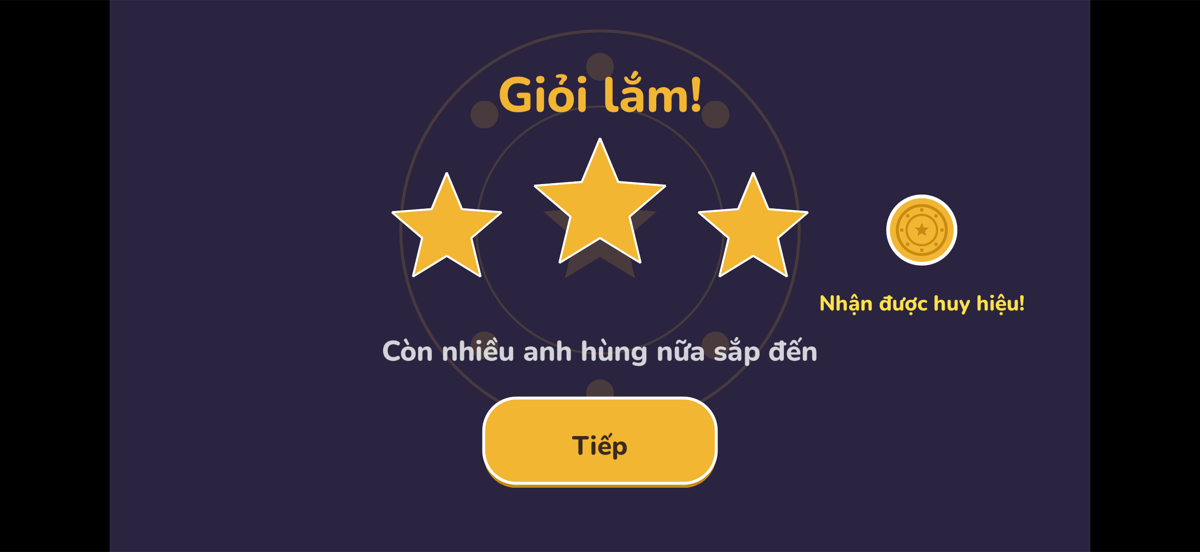 Giỏi lắm!
Nhận được huy hiệu!
Còn nhiều anh hùng nữa sắp đến
Tiếp